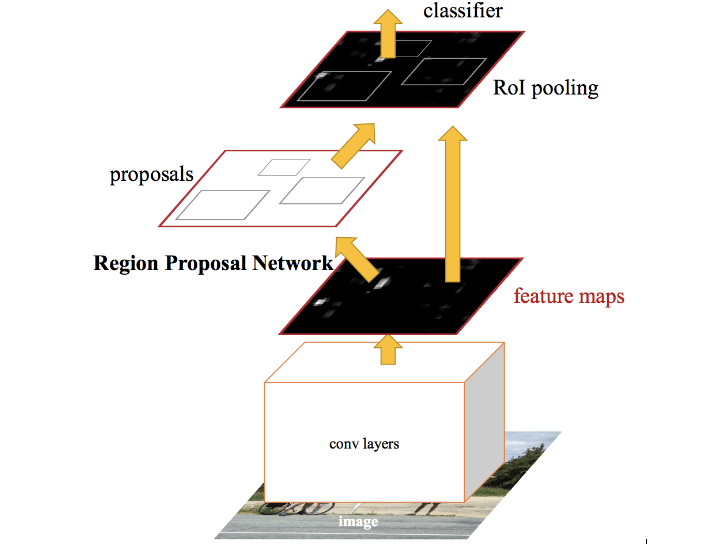 classifier
RoI pooling
proposals
Region Proposal Network
feature maps
conv layers
image